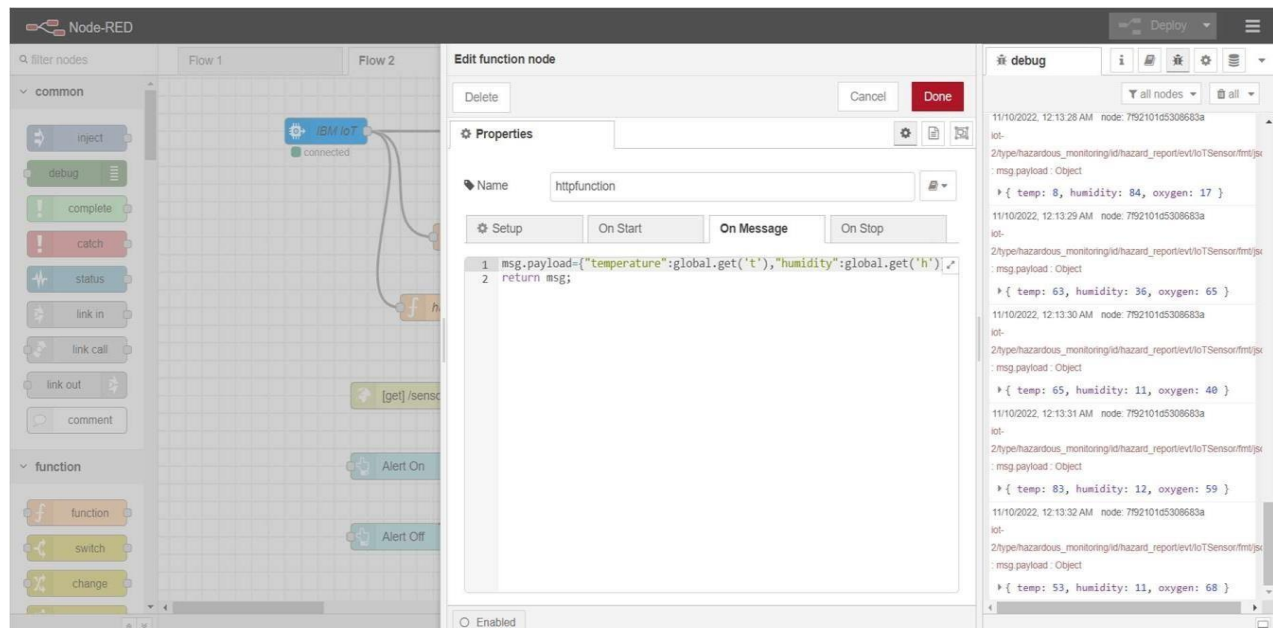 Node-RED
Deploy
filter nodes
Flow 1
Flow 2
common
inject
debug
complete
catch
status
link in
link call
link out
comment
function
function
switch
change
IBM IoT
connected
[get] /senso
Alert On
Alert Off
Edit function node
Delete
Cancel
Done
Properties
Name
httpfunction
Setup
On Start
On Message
On Stop
1 msg.payload={"temperature":global.get('t'),"humidity":global.get('h')
2 return msg;
Enabled
debug
all nodes
all
11/10/2022, 12:13:28 AM node: 7f92101d5308683a
iot-
2/type/hazardous_monitoring/id/hazard_report/evt/IoTSensor/fmt/jso
: msg.payload : Object
{ temp: 8, humidity: 84, oxygen: 17 }
11/10/2022, 12:13:29 AM node: 7f92101d5308683a
iot-
2/type/hazardous_monitoring/id/hazard_report/evt/IoTSensor/fmt/jso
: msg.payload : Object
{ temp: 63, humidity: 36, oxygen: 65 }
11/10/2022, 12:13:30 AM node: 7f92101d5308683a
iot-
2/type/hazardous_monitoring/id/hazard_report/evt/IoTSensor/fmt/jso
: msg.payload : Object
{ temp: 65, humidity: 11, oxygen: 40 }
11/10/2022, 12:13:31 AM node: 7f92101d5308683a
iot-
2/type/hazardous_monitoring/id/hazard_report/evt/IoTSensor/fmt/jso
: msg.payload : Object
{ temp: 83, humidity: 12, oxygen: 59 }
11/10/2022, 12:13:32 AM node: 7f92101d5308683a
iot-
2/type/hazardous_monitoring/id/hazard_report/evt/IoTSensor/fmt/jso
: msg.payload : Object
{ temp: 53, humidity: 11, oxygen: 68 }